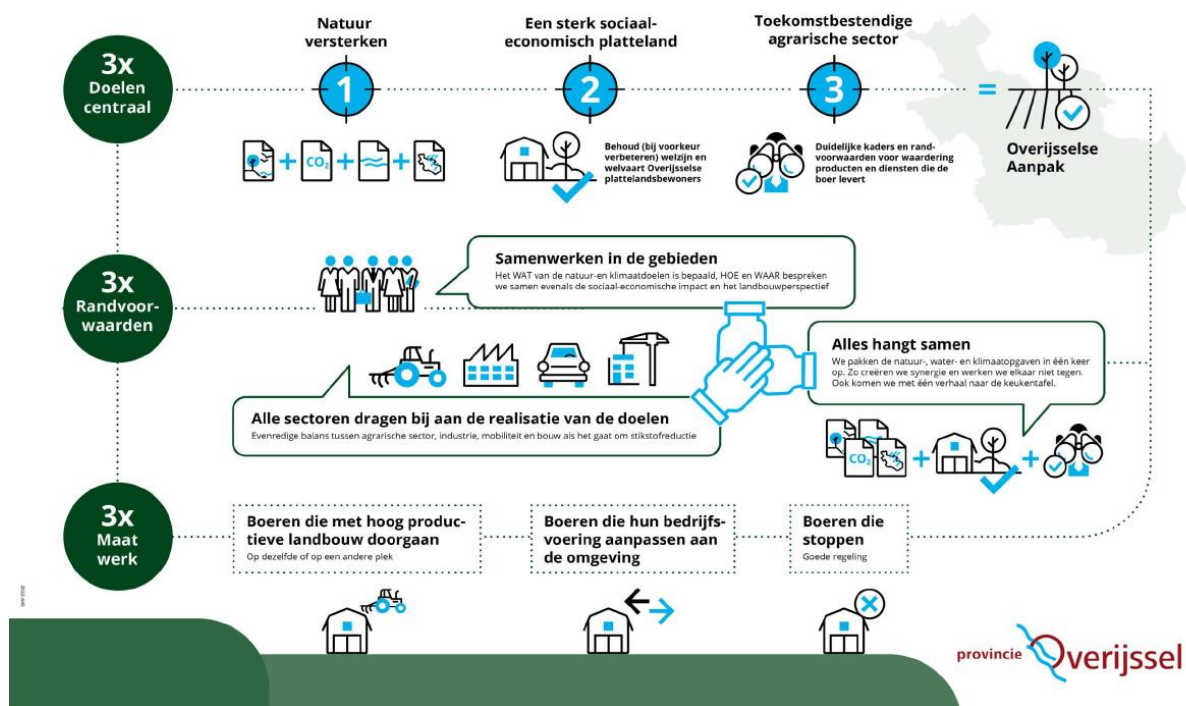 3x
Doelen
centraal
Natuur
versterken
1
Een sterk sociaal-
economisch platteland
2
Toekomstbestendige
agrarische sector
3
=
Overijsselse
Aanpak
+
CO₂
+
+
Behoud (bij voorkeur
verbeteren) welzijn en
welvaart Overijsselse
plattelandsbewoners
Duidelijke kaders en rand-
voorwaarden voor waardering
producten en diensten die de
boer levert
3x
Randvoor-
waarden
Samenwerken in de gebieden
Het WAT van de natuur-en klimaatdoelen is bepaald, HOE en WAAR bespreken
we samen evenals de sociaal-economische impact en het landbouwperspectief
Alle sectoren dragen bij aan de realisatie van de doelen
Evenredige balans tussen agrarische sector, industrie, mobiliteit en bouw als het gaat om stikstofreductie
Alles hangt samen
We pakken de natuur-, water- en klimaatopgaven in één keer
op. Zo creëren we synergie en werken we elkaar niet tegen.
Ook komen we met één verhaal naar de keukentafel.
CO₂
+
+
3x
Maat
werk
Boeren die met hoog produc-
tieve landbouw doorgaan
Op dezelfde of op een andere plek
Boeren die hun bedrijfs-
voering aanpassen aan
de omgeving
Boeren die
stoppen
Goede regeling
provincie Overijssel